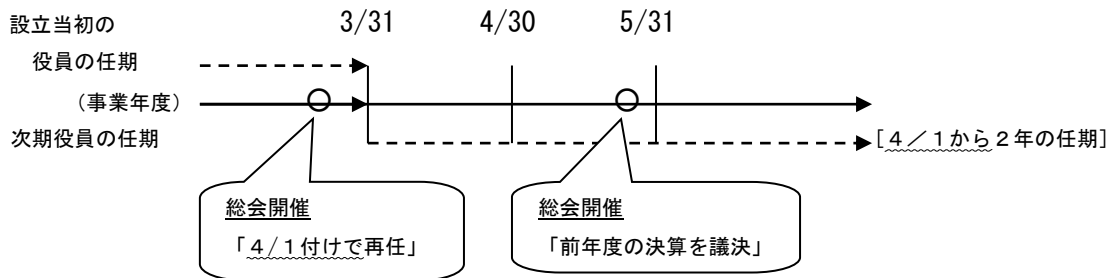 設立当初の 3/31 4/30 5/31
役員の任期
(事業年度)
次期役員の任期 [4/1から2年の任期]
総会開催
「4/1付けで再任」
総会開催
「前年度の決算を議決」